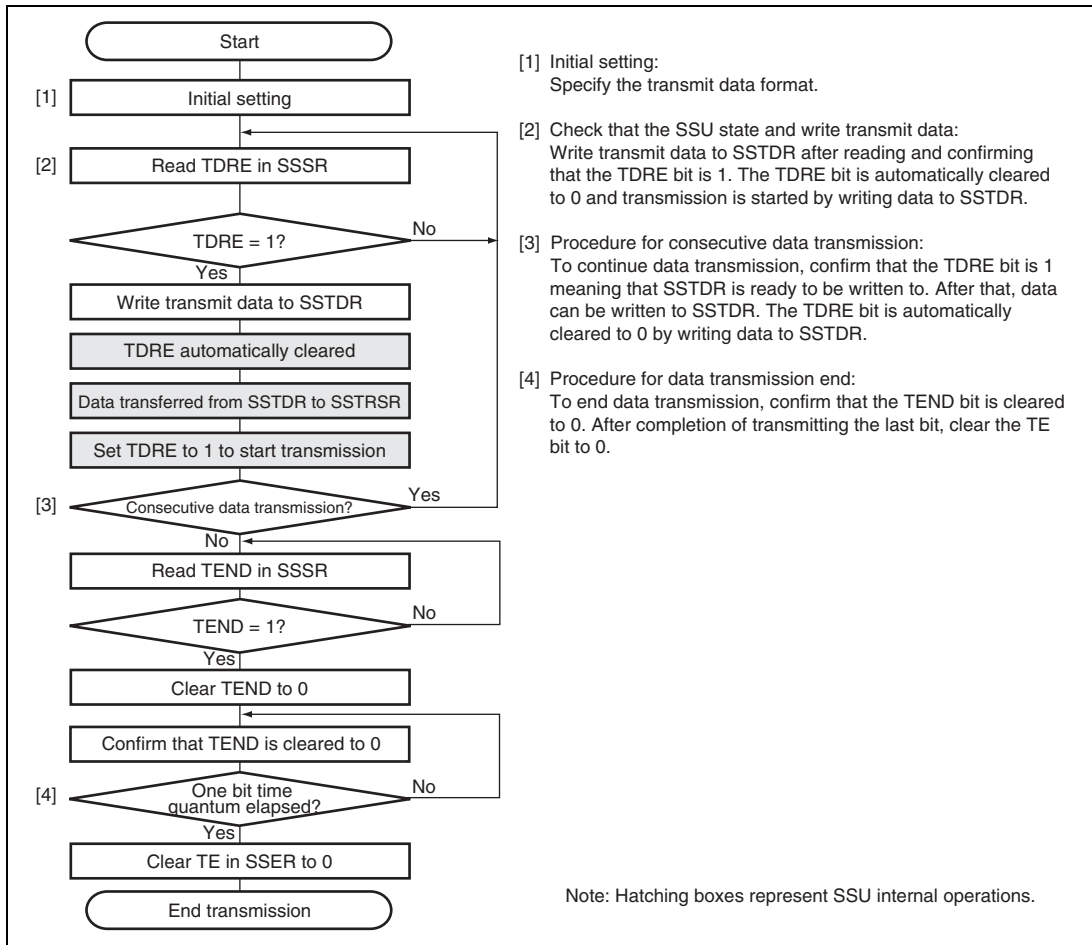 Start
[1] Initial setting
[2] Read TDRE in SSSR
TDRE = 1?
No
Yes
Write transmit data to SSTDR
TDRE automatically cleared
Data transferred from SSTDR to SSTRSR
Set TDRE to 1 to start transmission
[3] Consecutive data transmission?
Yes
No
Read TEND in SSSR
TEND = 1?
No
Yes
Clear TEND to 0
Confirm that TEND is cleared to 0
[4] One bit time
quantum elapsed?
No
Yes
Clear TE in SSER to 0
End transmission
[1] Initial setting:
Specify the transmit data format.
[2] Check that the SSU state and write transmit data:
Write transmit data to SSTDR after reading and confirming
that the TDRE bit is 1. The TDRE bit is automatically cleared
to 0 and transmission is started by writing data to SSTDR.
[3] Procedure for consecutive data transmission:
To continue data transmission, confirm that the TDRE bit is 1
meaning that SSTDR is ready to be written to. After that, data
can be written to SSTDR. The TDRE bit is automatically
cleared to 0 by writing data to SSTDR.
[4] Procedure for data transmission end:
To end data transmission, confirm that the TEND bit is cleared
to 0. After completion of transmitting the last bit, clear the TE
bit to 0.
Note: Hatching boxes represent SSU internal operations.